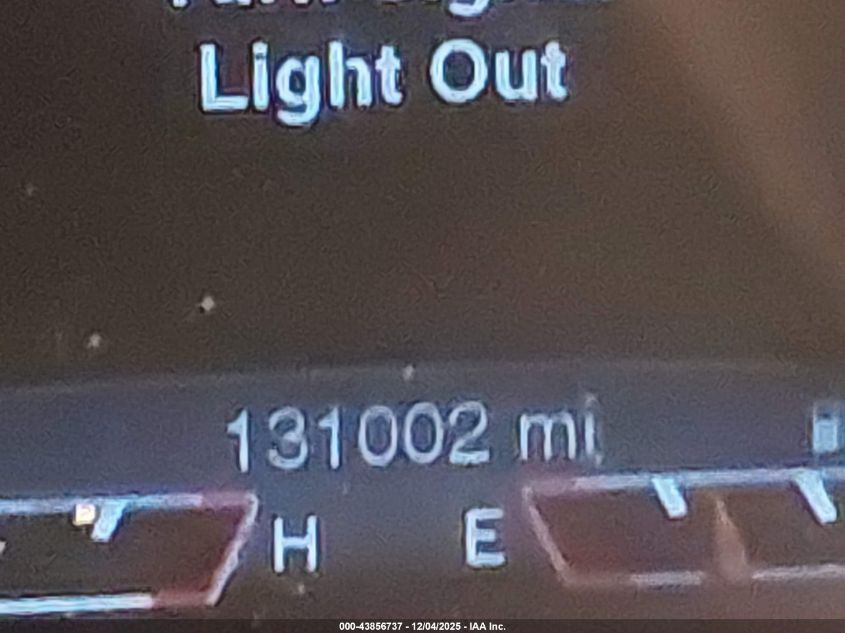 Light Out
131002 mi
H E
000-43856737 - 12/04/2025 - IAA Inc.